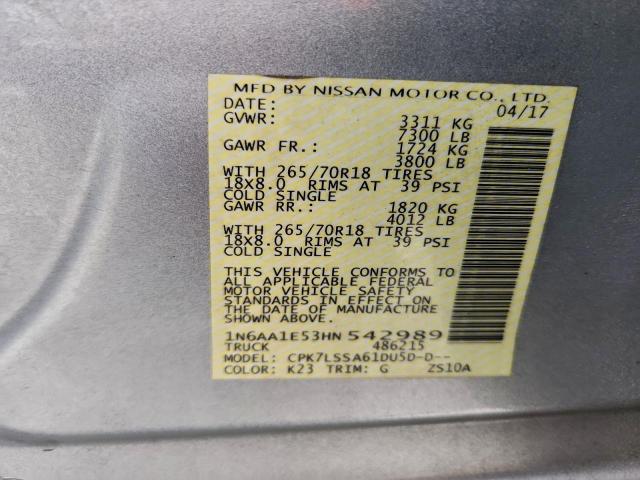 MFD BY NISSAN MOTOR CO., LTD.
DATE: 04/17
GVWR: 3311 KG
7300 LB
GAWR FR.: 1724 KG
3800 LB
WITH 265/70R18 TIRES
18X8.0 RIMS AT 39 PSI
COLD SINGLE
GAWR RR.: 1820 KG
4012 LB
WITH 265/70R18 TIRES
18X8.0 RIMS AT 39 PSI
COLD SINGLE
THIS VEHICLE CONFORMS TO
ALL APPLICABLE FEDERAL
MOTOR VEHICLE SAFETY
STANDARDS IN EFFECT ON
THE DATE OF MANUFACTURE
SHOWN ABOVE.
1N6AA1E53HN542989
TRUCK 486215
MODEL: CPK7LSSA61DU5D-D--
COLOR: K23 TRIM: G ZS10A